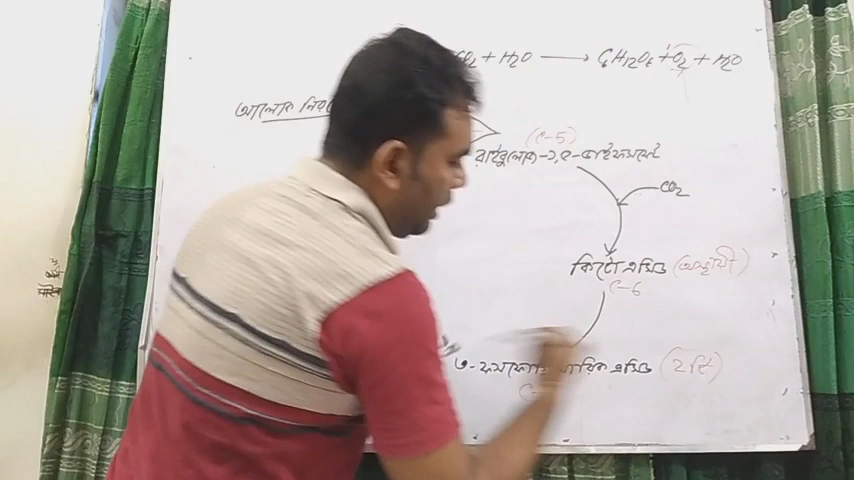 CO₂ + H₂O → C₆H₁₂O₆ + O₂ + H₂O
আলোক
(C-5)
রাইবুলোজ-১,৫-ডাইফসফেট
CO₂
কিটো এসিড (অস্থায়ী)
C-6
৩-ফসফো এসিড (২টি)